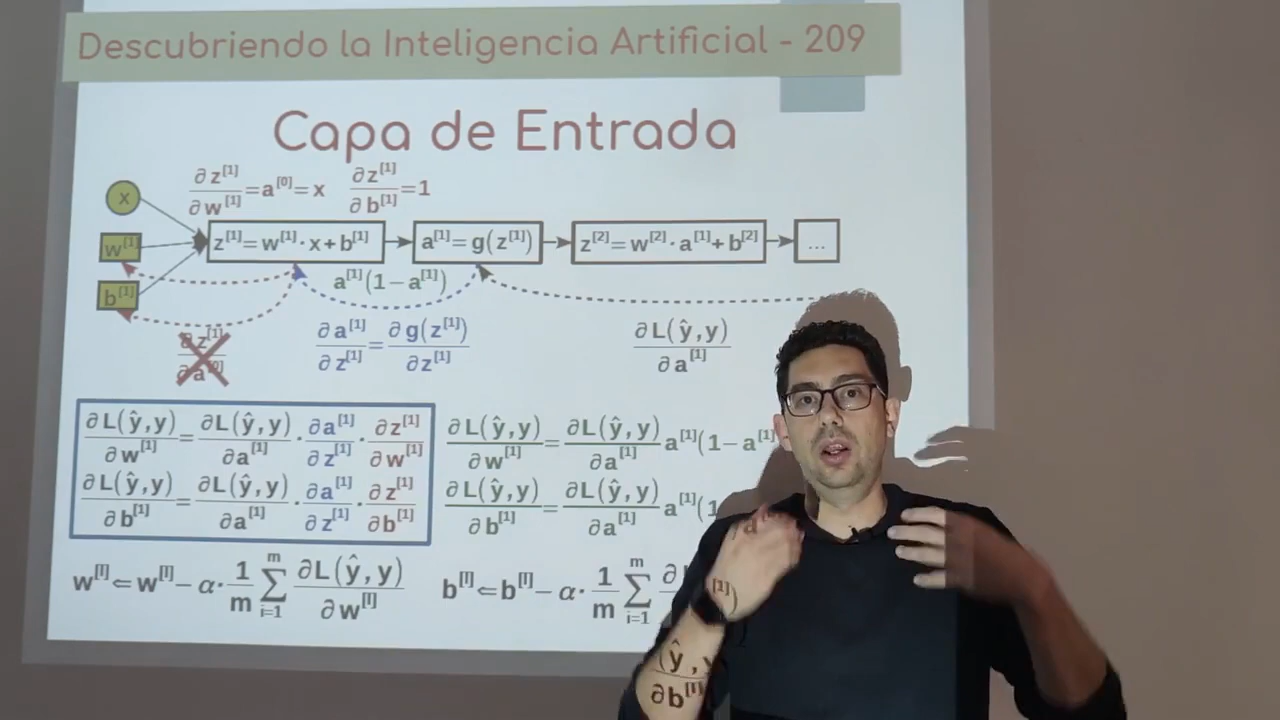 Descubriendo la Inteligencia Artificial - 209
Capa de Entrada
∂z^[1]/∂w^[1] = a^[0] = x   ∂z^[1]/∂b^[1] = 1
x
w^[1]
b^[1]
z^[1] = w^[1] · x + b^[1]   a^[1] = g(z^[1])   z^[2] = w^[2] · a^[1] + b^[2]   ...
a^[1](1 − a^[1])
∂z^[1]/∂a^[0]   ∂a^[1]/∂z^[1] = ∂g(z^[1])/∂z^[1]   ∂L(ŷ,y)/∂a^[1]
∂L(ŷ,y)/∂w^[1] = ∂L(ŷ,y)/∂a^[1] · ∂a^[1]/∂z^[1] · ∂z^[1]/∂w^[1]   ∂L(ŷ,y)/∂w^[1] = ∂L(ŷ,y)/∂a^[1] a^[1](1 − a^[1]
∂L(ŷ,y)/∂b^[1] = ∂L(ŷ,y)/∂a^[1] · ∂a^[1]/∂z^[1] · ∂z^[1]/∂b^[1]   ∂L(ŷ,y)/∂b^[1] = ∂L(ŷ,y)/∂a^[1] a^[1](1
w^[l] ⇐ w^[l] − α · 1/m ∑_{i=1}^{m} ∂L(ŷ,y)/∂w^[l]   b^[l] ⇐ b^[l] − α · 1/m ∑_{i=1}^{m} ∂L(ŷ,y)/∂b^[l]